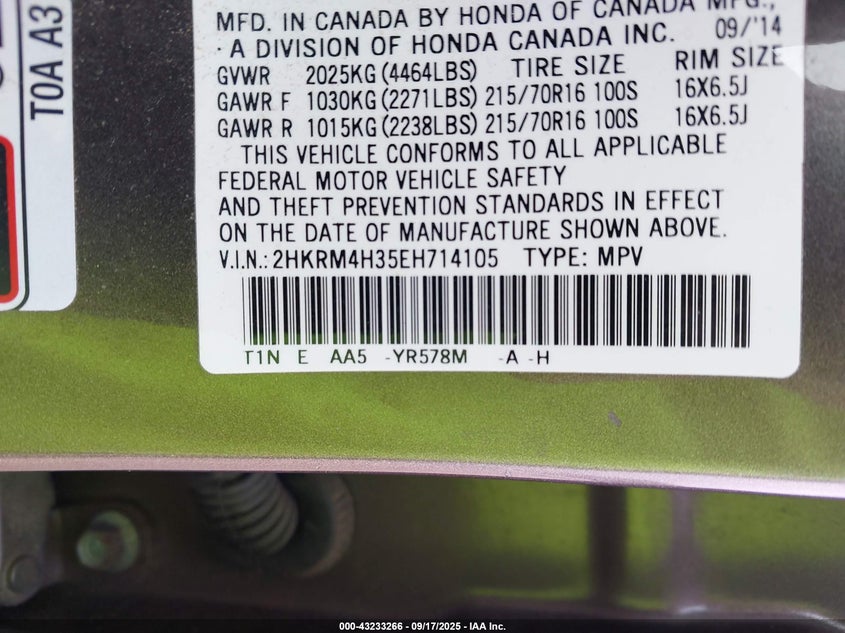 MFD. IN CANADA BY HONDA OF CANADA MFG.,
· A DIVISION OF HONDA CANADA INC. 09/'14
GVWR 2025KG(4464LBS) TIRE SIZE RIM SIZE
GAWR F 1030KG(2271LBS) 215/70R16 100S 16X6.5J
GAWR R 1015KG(2238LBS) 215/70R16 100S 16X6.5J
THIS VEHICLE CONFORMS TO ALL APPLICABLE
FEDERAL MOTOR VEHICLE SAFETY
AND THEFT PREVENTION STANDARDS IN EFFECT
ON THE DATE OF MANUFACTURE SHOWN ABOVE.
V.I.N.: 2HKRM4H35EH714105 TYPE: MPV
T1N E AA5 -YR578M -A -H
T0A A3
000-43233266 - 09/17/2025 - IAA Inc.